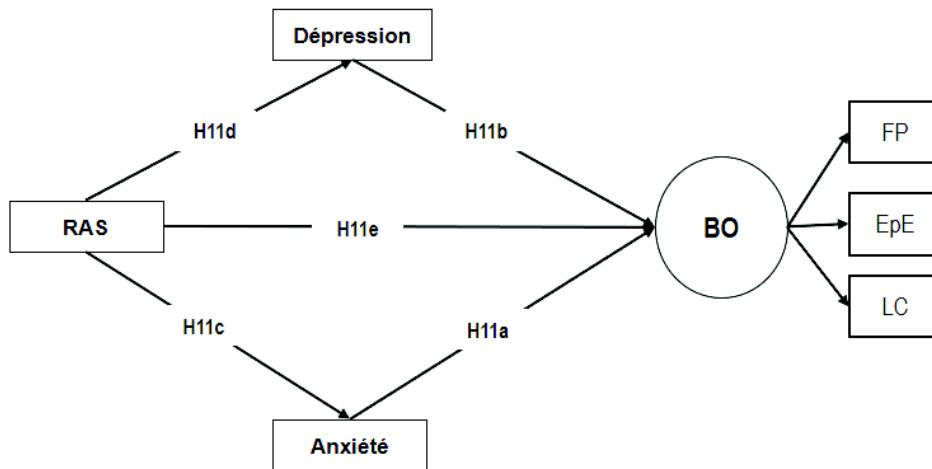 Dépression
H11d
H11b
FP
RAS
H11e
BO
EpE
LC
H11c
H11a
Anxiété